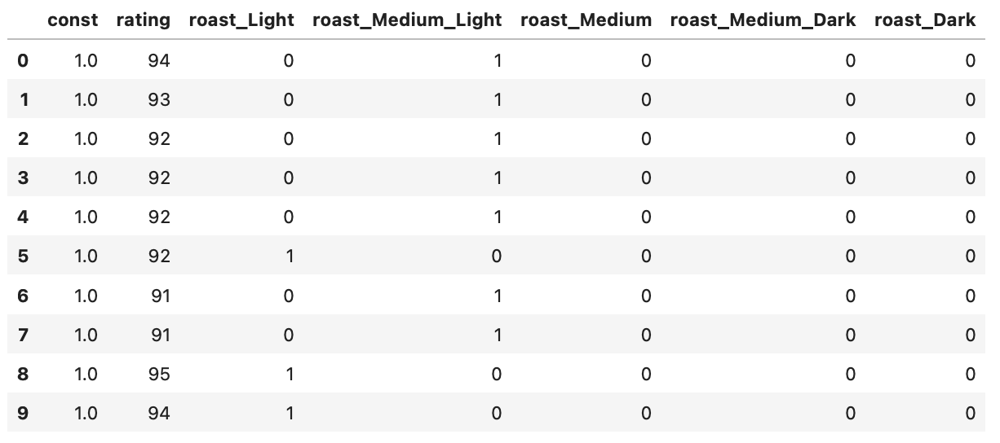 const rating roast_Light roast_Medium_Light roast_Medium roast_Medium_Dark roast_Dark
0 1.0 94 0 1 0 0 0
1 1.0 93 0 1 0 0 0
2 1.0 92 0 1 0 0 0
3 1.0 92 0 1 0 0 0
4 1.0 92 0 1 0 0 0
5 1.0 92 1 0 0 0 0
6 1.0 91 0 1 0 0 0
7 1.0 91 0 1 0 0 0
8 1.0 95 1 0 0 0 0
9 1.0 94 1 0 0 0 0